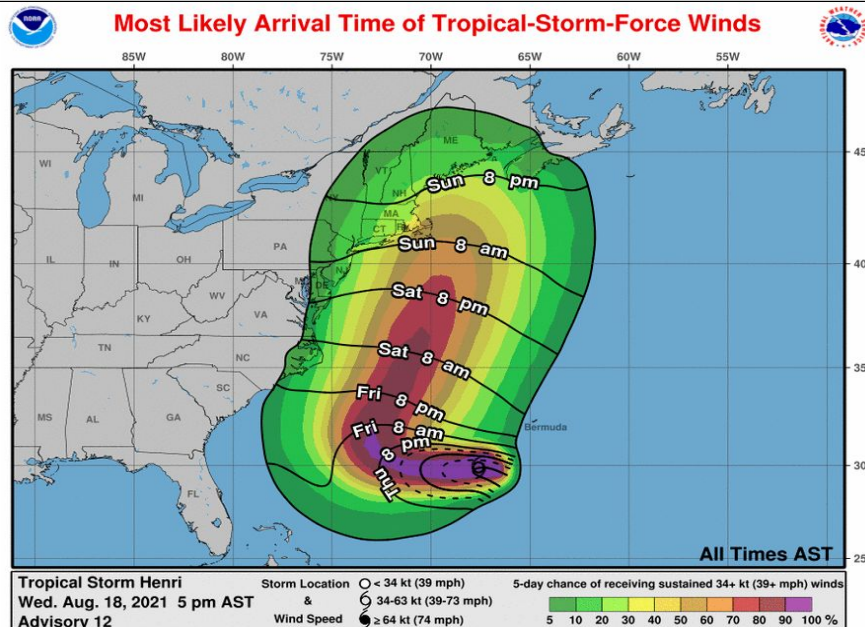 Most Likely Arrival Time of Tropical-Storm-Force Winds
NOAA
85W 80W 75W 70W 65W 60W 55W
45
40
35
30
25
WI
MI
IL
IN
OH
PA
NJ
DE
WV
VA
KY
TN
NC
SC
MS
AL
GA
FL
ME
VT
NH
MA
CT
Bermuda
Sun 8 pm
Sun 8 am
Sat 8 pm
Sat 8 am
Fri 8 pm
Fri 8 am
Thu 8 pm
All Times AST
Tropical Storm Henri
Wed. Aug. 18, 2021 5 pm AST
Advisory 12
Storm Location
&
Wind Speed
< 34 kt (39 mph)
34-63 kt (39-73 mph)
≥ 64 kt (74 mph)
5-day chance of receiving sustained 34+ kt (39+ mph) winds
5 10 20 30 40 50 60 70 80 90 100 %